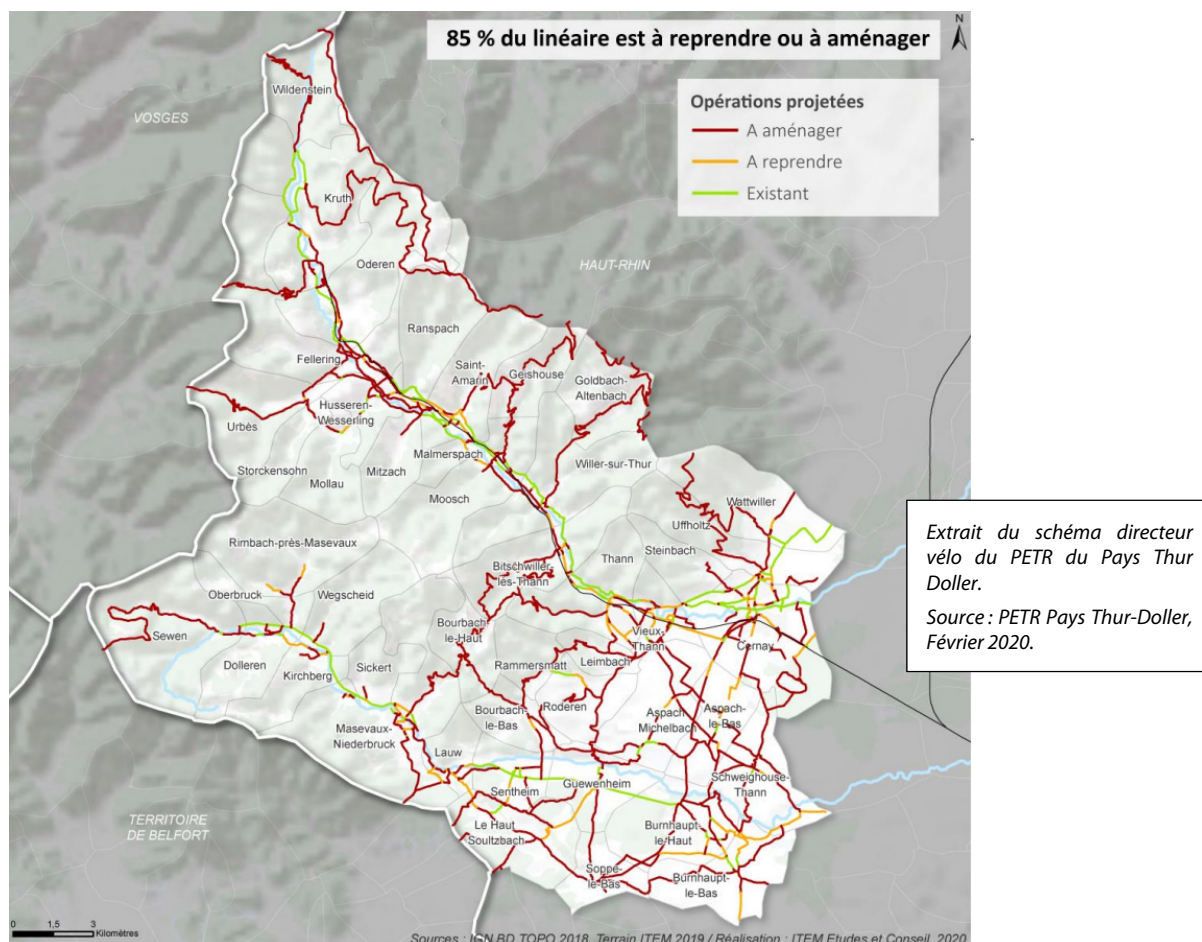 85 % du linéaire est à reprendre ou à aménager
N
Opérations projetées
A aménager
A reprendre
Existant
VOSGES
Wildenstein
Kruth
Oderen
HAUT-RHIN
Ranspach
Fellering
Saint-
Amarin
Geishouse
Goldbach-
Altenbach
Husseren-
Wesserling
Urbès
Malmerspach
Willer-sur-Thur
Storckensohn
Mollau
Mitzach
Moosch
Wattwiller
Uffholtz
Steinbach
Thann
Rimbach-près-Masevaux
Bitschwiller-
lès-Thann
Oberbruck
Wegscheid
Bourbach-
le-Haut
Sewen
Vieux-
Thann
Cernay
Dolleren
Kirchberg
Sickert
Rammersmatt
Leimbach
Bourbach-
le-Bas
Roderen
Aspach-
Michelbach
Aspach-
le-Bas
Masevaux-
Niederbruck
Lauw
Sentheim
Guewenheim
Schweighouse-
Thann
TERRITOIRE
DE BELFORT
Le Haut
Soultzbach
Burnhaupt-
le-Haut
Soppe-
le-Bas
Burnhaupt-
le-Bas
0 1,5 3
Kilomètres
Sources : IGN BD TOPO 2018, Terrain ITEM 2019 / Réalisation : ITEM Etudes et Conseil, 2020
Extrait du schéma directeur
vélo du PETR du Pays Thur
Doller.
Source : PETR Pays Thur-Doller,
Février 2020.